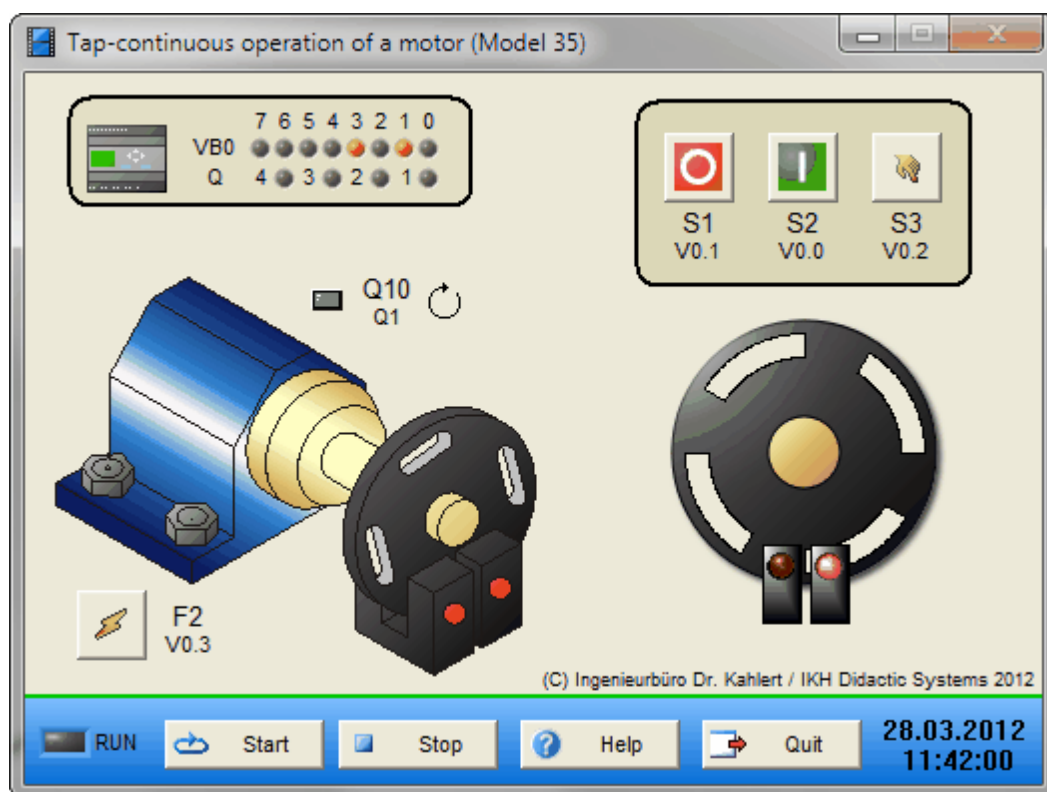 Tap-continuous operation of a motor (Model 35)
7 6 5 4 3 2 1 0
VB0
Q 4 3 2 1
S1 S2 S3
V0.1 V0.0 V0.2
Q10
Q1
F2
V0.3
(C) Ingenieurbüro Dr. Kahlert / IKH Didactic Systems 2012
RUN Start Stop Help Quit 28.03.2012
11:42:00